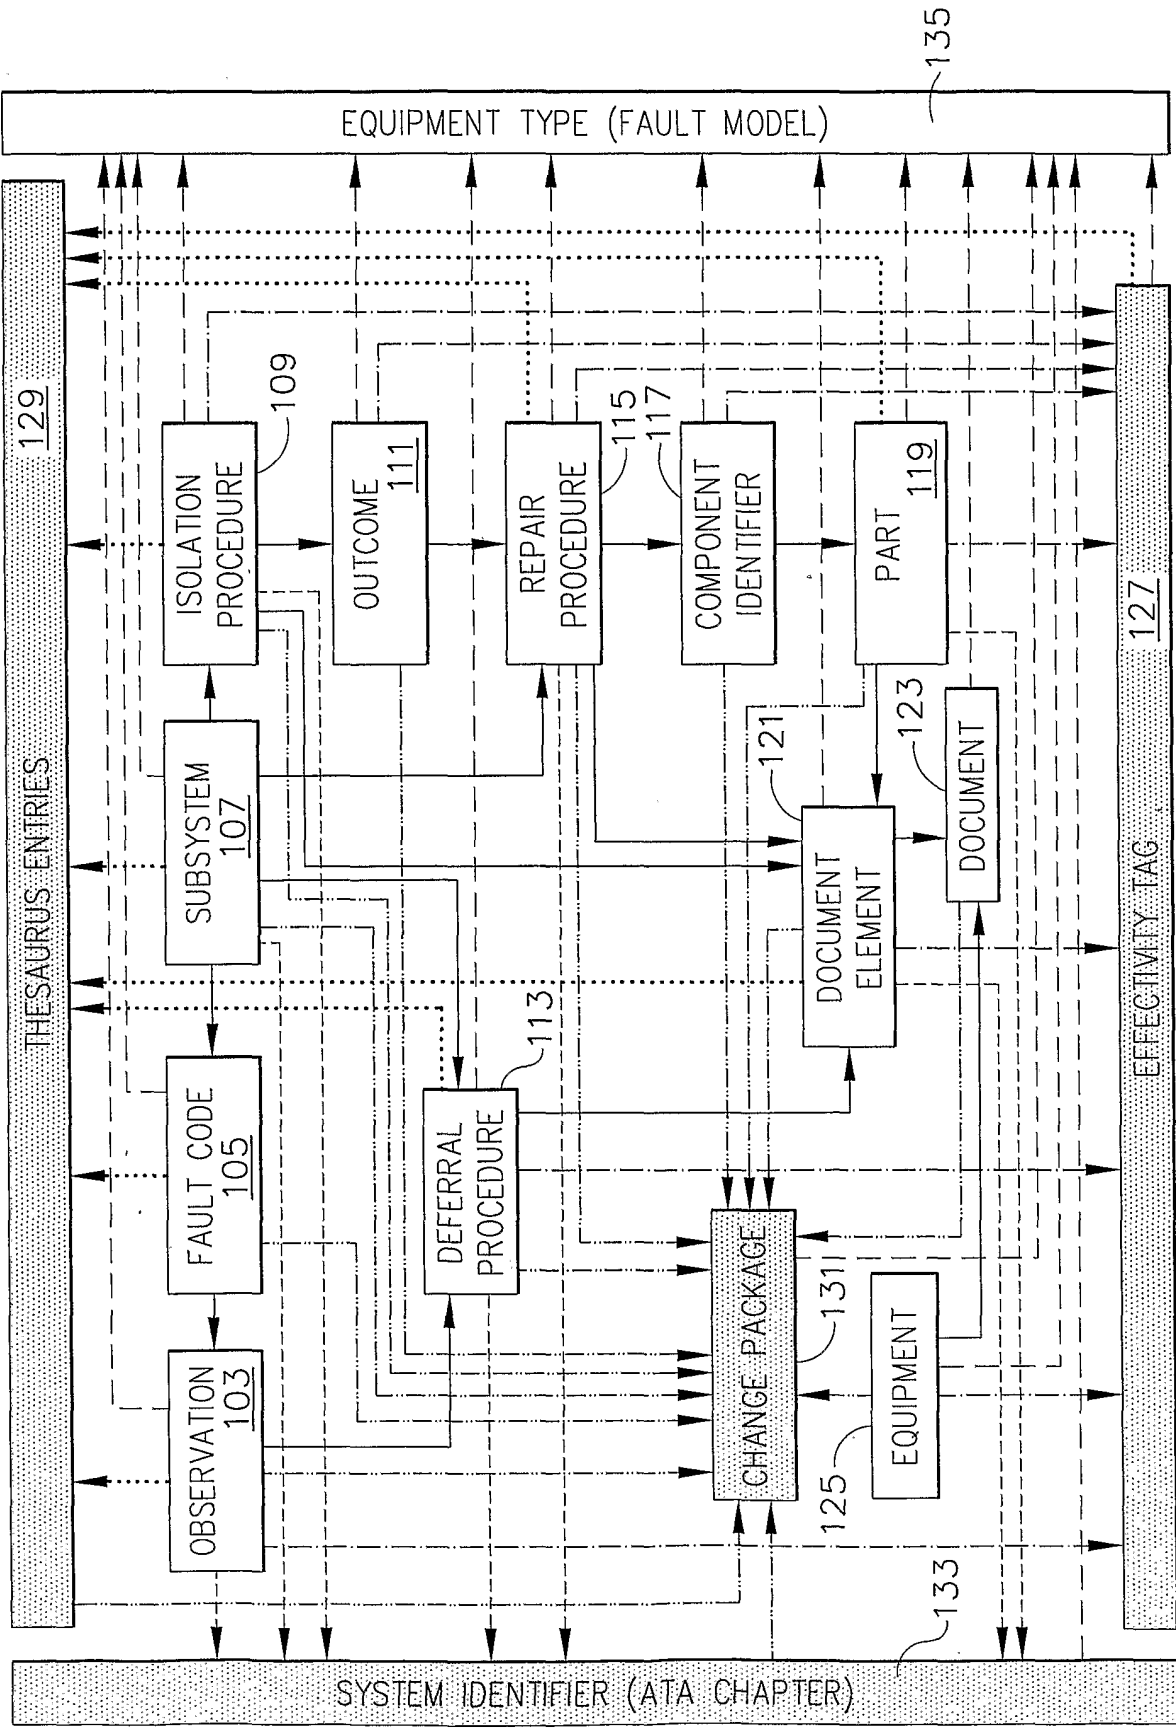 EQUIPMENT TYPE (FAULT MODEL)
135
THESAURUS ENTRIES
129
ISOLATION
PROCEDURE
109
OUTCOME
111
REPAIR
PROCEDURE
115
COMPONENT
IDENTIFIER
117
PART
119
SUBSYSTEM
107
DOCUMENT
ELEMENT
121
DOCUMENT
123
FAULT CODE
105
DEFERRAL
PROCEDURE
113
OBSERVATION
103
CHANGE PACKAGE
131
EQUIPMENT
125
EFFECTIVITY TAG
127
SYSTEM IDENTIFIER (ATA CHAPTER)
133